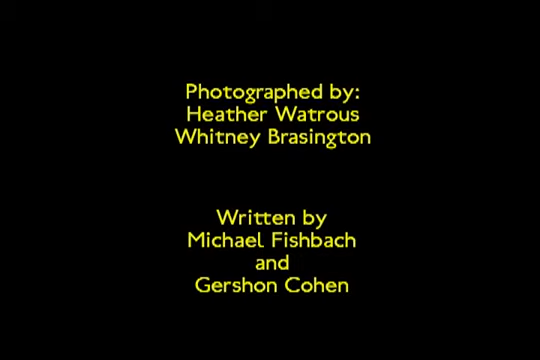 Photographed by:
Heather Watrous
Whitney Brasington
Written by
Michael Fishbach
and
Gershon Cohen